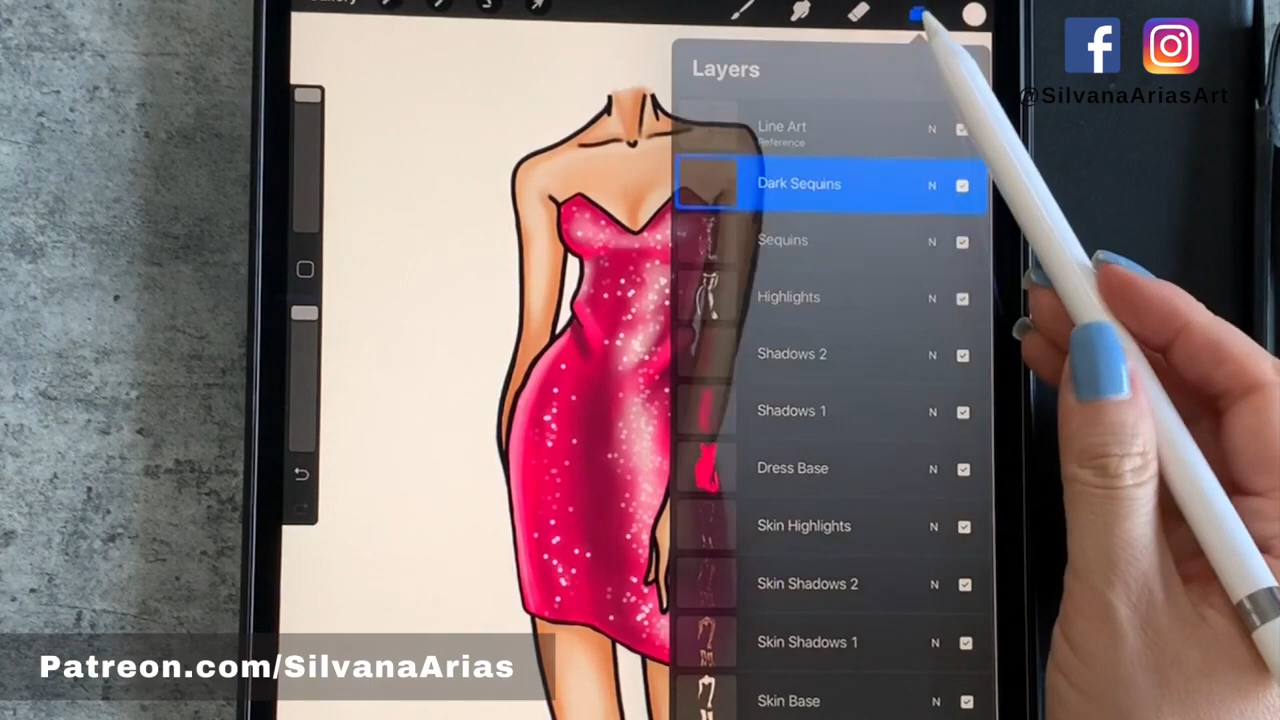 Gallery
Layers
@SilvanaAriasArt
Line Art
N
Reference
Dark Sequins
N
Sequins
N
Highlights
N
Shadows 2
N
Shadows 1
N
Dress Base
N
Skin Highlights
N
Skin Shadows 2
N
Skin Shadows 1
N
Skin Base
N
Patreon.com/SilvanaArias